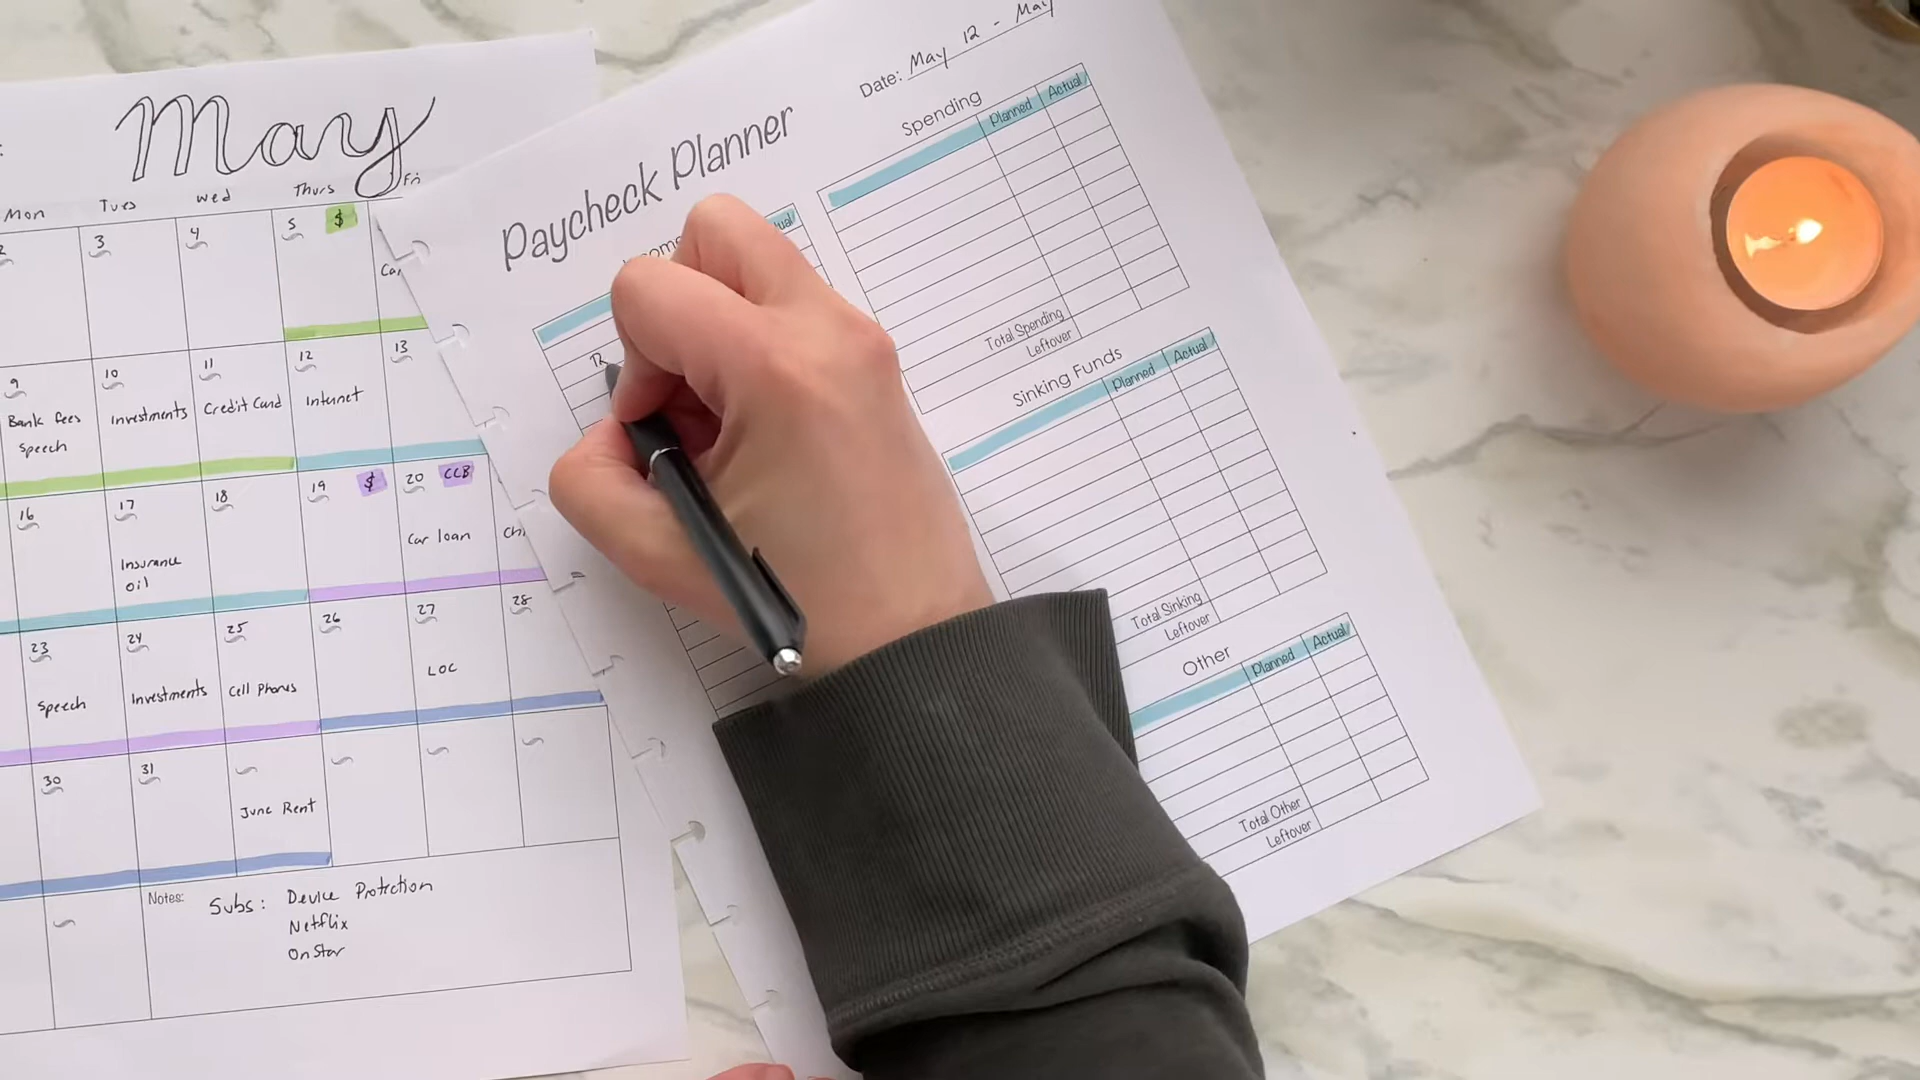 May
Mon Tues Wed Thurs Fri
2 3 4 5 $
9 10 11 12 13
Bank fees Investments Credit Card Internet
Speech
16 17 18 19 $ 20 CCB
Insurance Car loan
oil
23 24 25 26 27 28
Speech Investments Cell Phones LOC
30 31
June Rent
Notes: Subs: Device Protection
Netflix
OnStar
Paycheck Planner
Date: May 12 - May
Spending Planned Actual
Total Spending
Leftover
Sinking Funds Planned Actual
Total Sinking
Leftover
Other Planned Actual
Total Other
Leftover